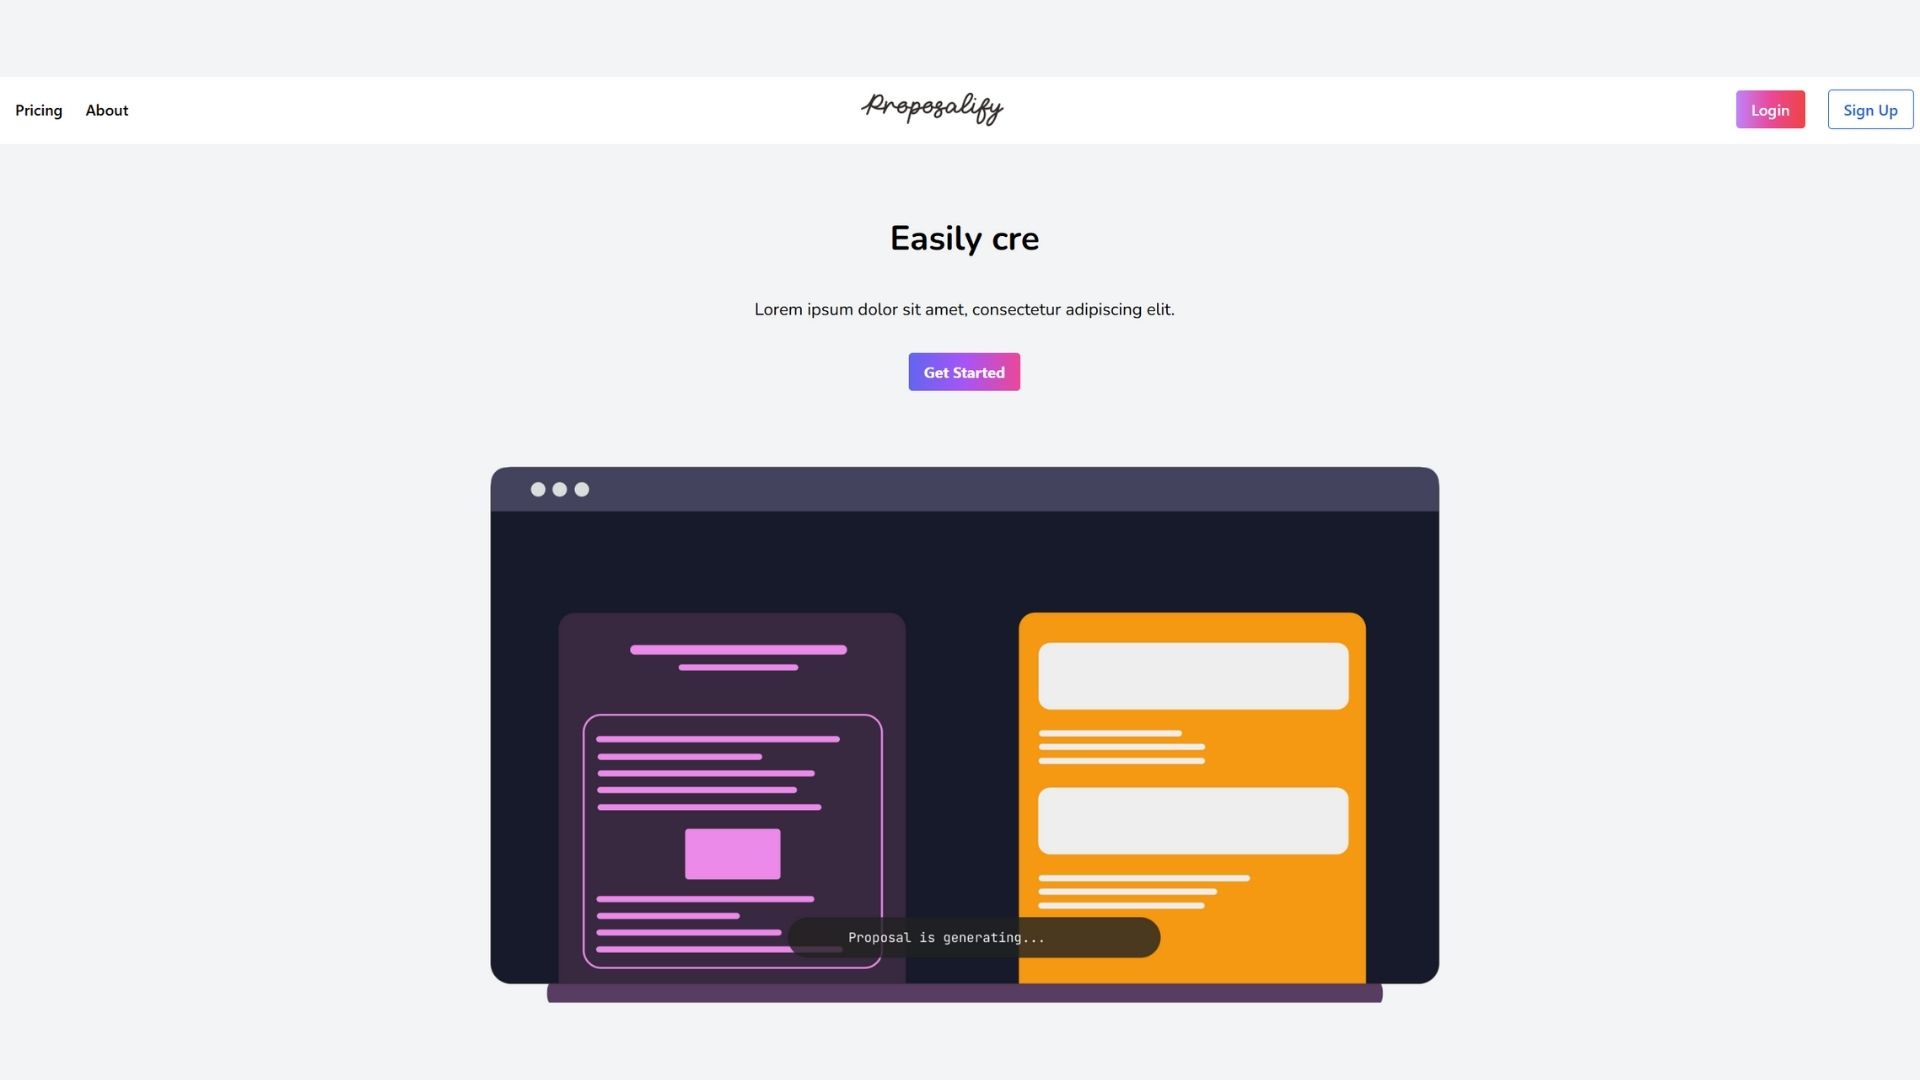 Pricing About Proposalify Login Sign Up
Easily cre
Lorem ipsum dolor sit amet, consectetur adipiscing elit.
Get Started
Proposal is generating...